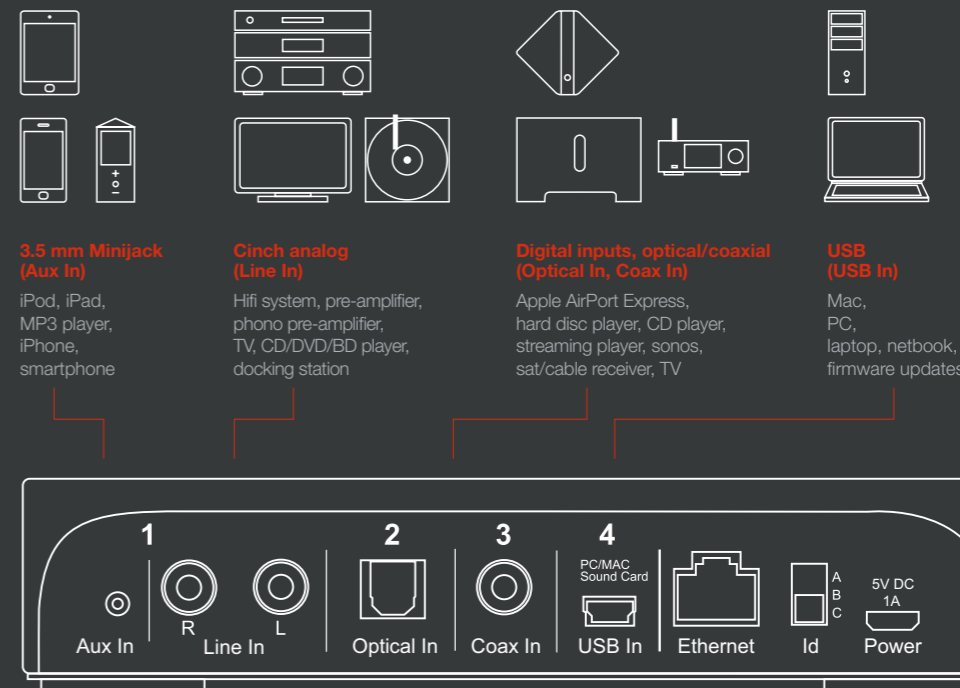 3.5 mm Minijack
(Aux In)
iPod, iPad,
MP3 player,
iPhone,
smartphone
Cinch analog
(Line In)
Hifi system, pre-amplifier,
phono pre-amplifier,
TV, CD/DVD/BD player,
docking station
Digital inputs, optical/coaxial
(Optical In, Coax In)
Apple AirPort Express,
hard disc player, CD player,
streaming player, sonos,
sat/cable receiver, TV
USB
(USB In)
Mac,
PC,
laptop, netbook,
firmware updates
1
2
3
4
PC/MAC
Sound Card
A
B
C
5V DC
1A
R
L
Aux In
Line In
Optical In
Coax In
USB In
Ethernet
Id
Power